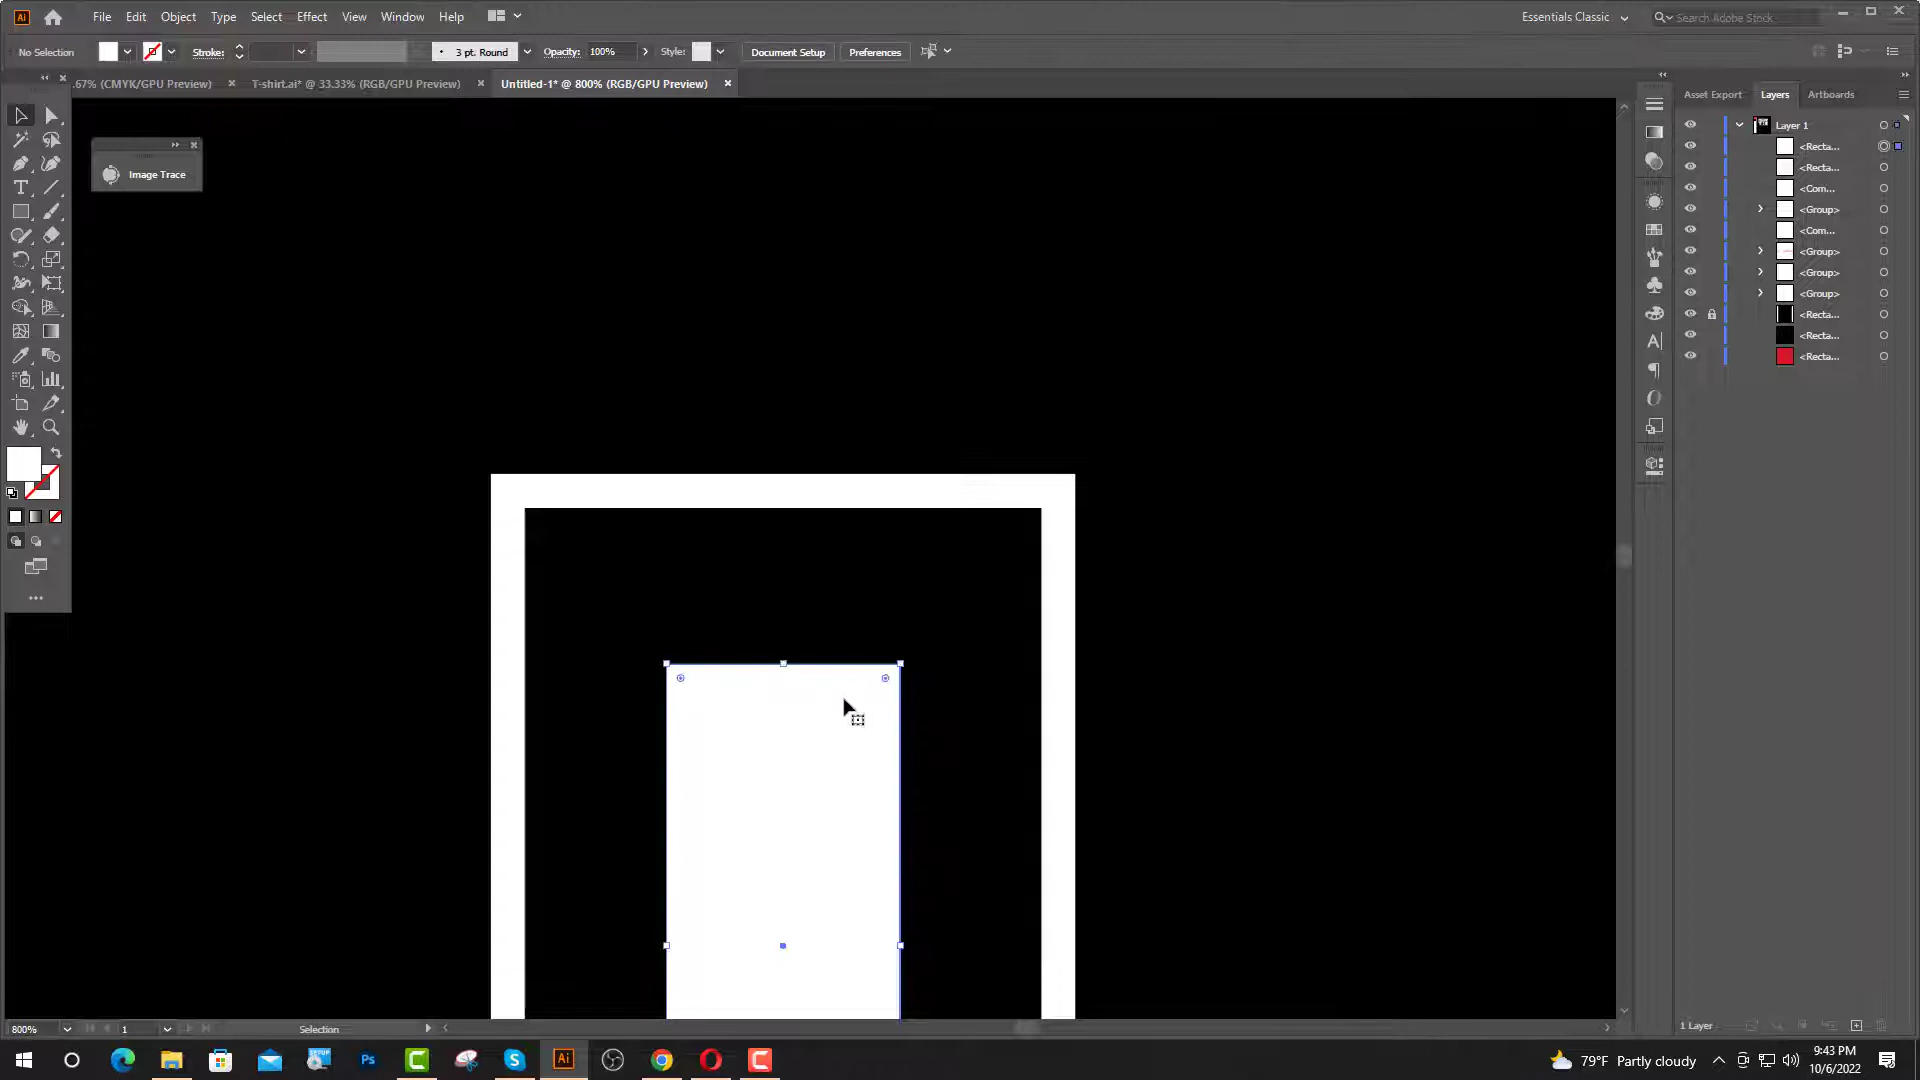 Ai File Edit Object Type Select Effect View Window Help Essentials Classic Search Adobe Stock
No Selection Stroke: 3 pt. Round Opacity: 100% Style: Document Setup Preferences
.67% (CMYK/GPU Preview) T-shirt.ai* @ 33.33% (RGB/GPU Preview) Untitled-1* @ 800% (RGB/GPU Preview)
Asset Export Layers Artboards
Layer 1
<Recta...
<Recta...
<Com...
<Group>
<Com...
<Group>
<Group>
<Group>
<Recta...
<Recta...
<Recta...
Image Trace
800% 1 Selection
1 Layer
Ps Ai
79°F Partly cloudy
9:43 PM
10/6/2022